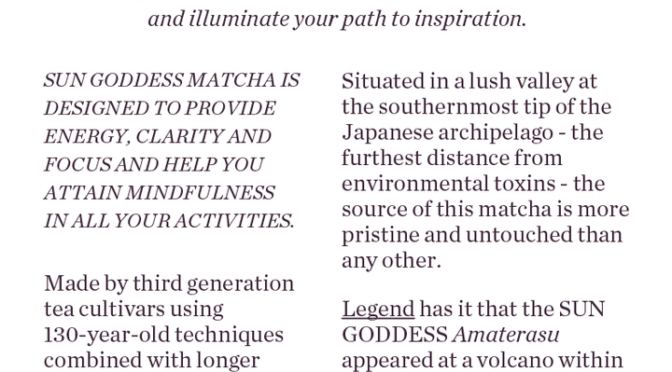 and illuminate your path to inspiration.
SUN GODDESS MATCHA IS
DESIGNED TO PROVIDE
ENERGY, CLARITY AND
FOCUS AND HELP YOU
ATTAIN MINDFULNESS
IN ALL YOUR ACTIVITIES.
Made by third generation
tea cultivars using
130-year-old techniques
combined with longer
Situated in a lush valley at
the southernmost tip of the
Japanese archipelago - the
furthest distance from
environmental toxins - the
source of this matcha is more
pristine and untouched than
any other.
Legend has it that the SUN
GODDESS Amaterasu
appeared at a volcano within